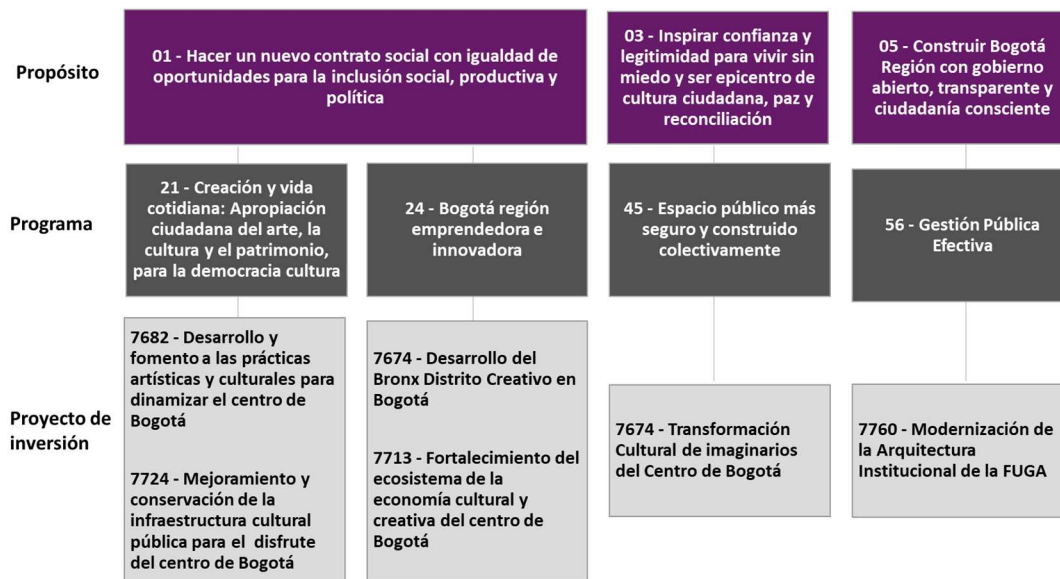 Propósito
01 - Hacer un nuevo contrato social con igualdad de
oportunidades para la inclusión social, productiva y
política
03 - Inspirar confianza y
legitimidad para vivir sin
miedo y ser epicentro de
cultura ciudadana, paz y
reconciliación
05 - Construir Bogotá
Región con gobierno
abierto, transparente y
ciudadanía consciente
Programa
21 - Creación y vida
cotidiana: Apropiación
ciudadana del arte, la
cultura y el patrimonio,
para la democracia cultura
24 - Bogotá región
emprendedora e
innovadora
45 - Espacio público más
seguro y construido
colectivamente
56 - Gestión Pública
Efectiva
Proyecto de
inversión
7682 - Desarrollo y
fomento a las prácticas
artísticas y culturales para
dinamizar el centro de
Bogotá
7724 - Mejoramiento y
conservación de la
infraestructura cultural
pública para el disfrute
del centro de Bogotá
7674 - Desarrollo del
Bronx Distrito Creativo en
Bogotá
7713 - Fortalecimiento del
ecosistema de la
economía cultural y
creativa del centro de
Bogotá
7674 - Transformación
Cultural de imaginarios
del Centro de Bogotá
7760 - Modernización de
la Arquitectura
Institucional de la FUGA